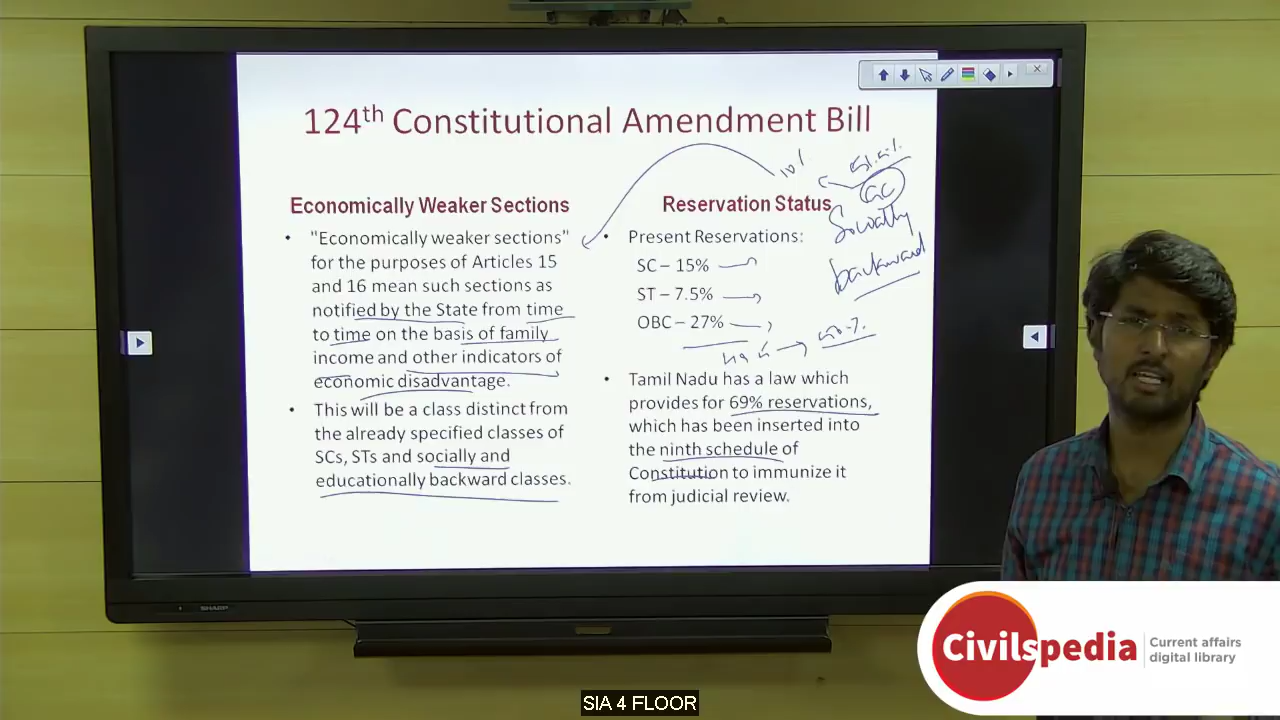 124th Constitutional Amendment Bill
Economically Weaker Sections
• "Economically weaker sections"
for the purposes of Articles 15
and 16 mean such sections as
notified by the State from time
to time on the basis of family
income and other indicators of
economic disadvantage.
• This will be a class distinct from
the already specified classes of
SCs, STs and socially and
educationally backward classes.
10%
GC
Socially
backward
Reservation Status
• Present Reservations:
SC – 15%
ST – 7.5%
OBC – 27%
50%
• Tamil Nadu has a law which
provides for 69% reservations,
which has been inserted into
the ninth schedule of
Constitution to immunize it
from judicial review.
SHARP
Civilspedia
Current affairs
digital library
SIA 4 FLOOR